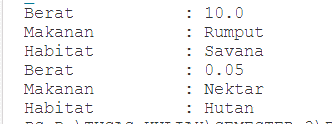 Berat : 10.0
Makanan : Rumput
Habitat : Savana
Berat : 0.05
Makanan : Nektar
Habitat : Hutan